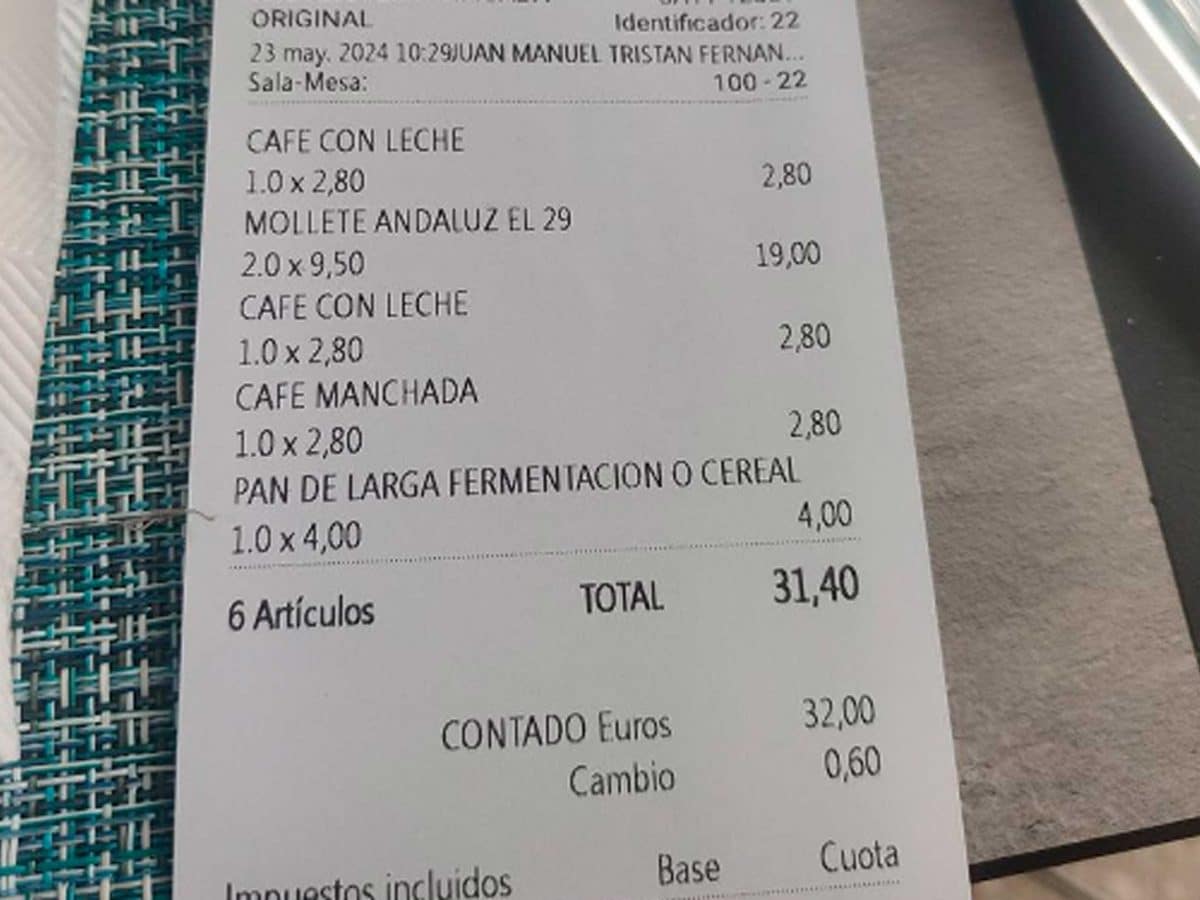 ORIGINAL Identificador: 22
23 may. 2024 10:29JUAN MANUEL TRISTAN FERNAN...
Sala-Mesa: 100 - 22
CAFE CON LECHE
1.0 x 2,80 2,80
MOLLETE ANDALUZ EL 29
2.0 x 9,50 19,00
CAFE CON LECHE
1.0 x 2,80 2,80
CAFE MANCHADA
1.0 x 2,80 2,80
PAN DE LARGA FERMENTACION O CEREAL
1.0 x 4,00 4,00
6 Artículos TOTAL 31,40
CONTADO Euros 32,00
Cambio 0,60
Impuestos incluidos Base Cuota